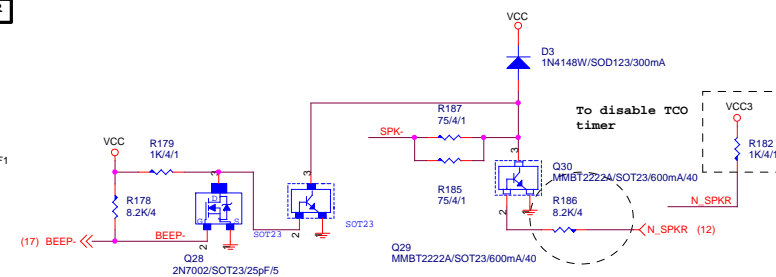 VCC
D3
1N4148W/SOD123/300mA
R187
75/4/1
SPK-
To disable TCO
timer
VCC3
R182
1K/4/1
VCC
R179
1K/4/1
F1
3
3
3
Q30
MMBT2222A/SOT23/600mA/40
R185
75/4/1
R178
8.2K/4
D
G
S
SOT23
SOT23
R186
8.2K/4
N_SPKR
(17) BEEP-
BEEP-
2
2
2
N_SPKR (12)
Q28
2N7002/SOT23/25pF/5
Q29
MMBT2222A/SOT23/600mA/40